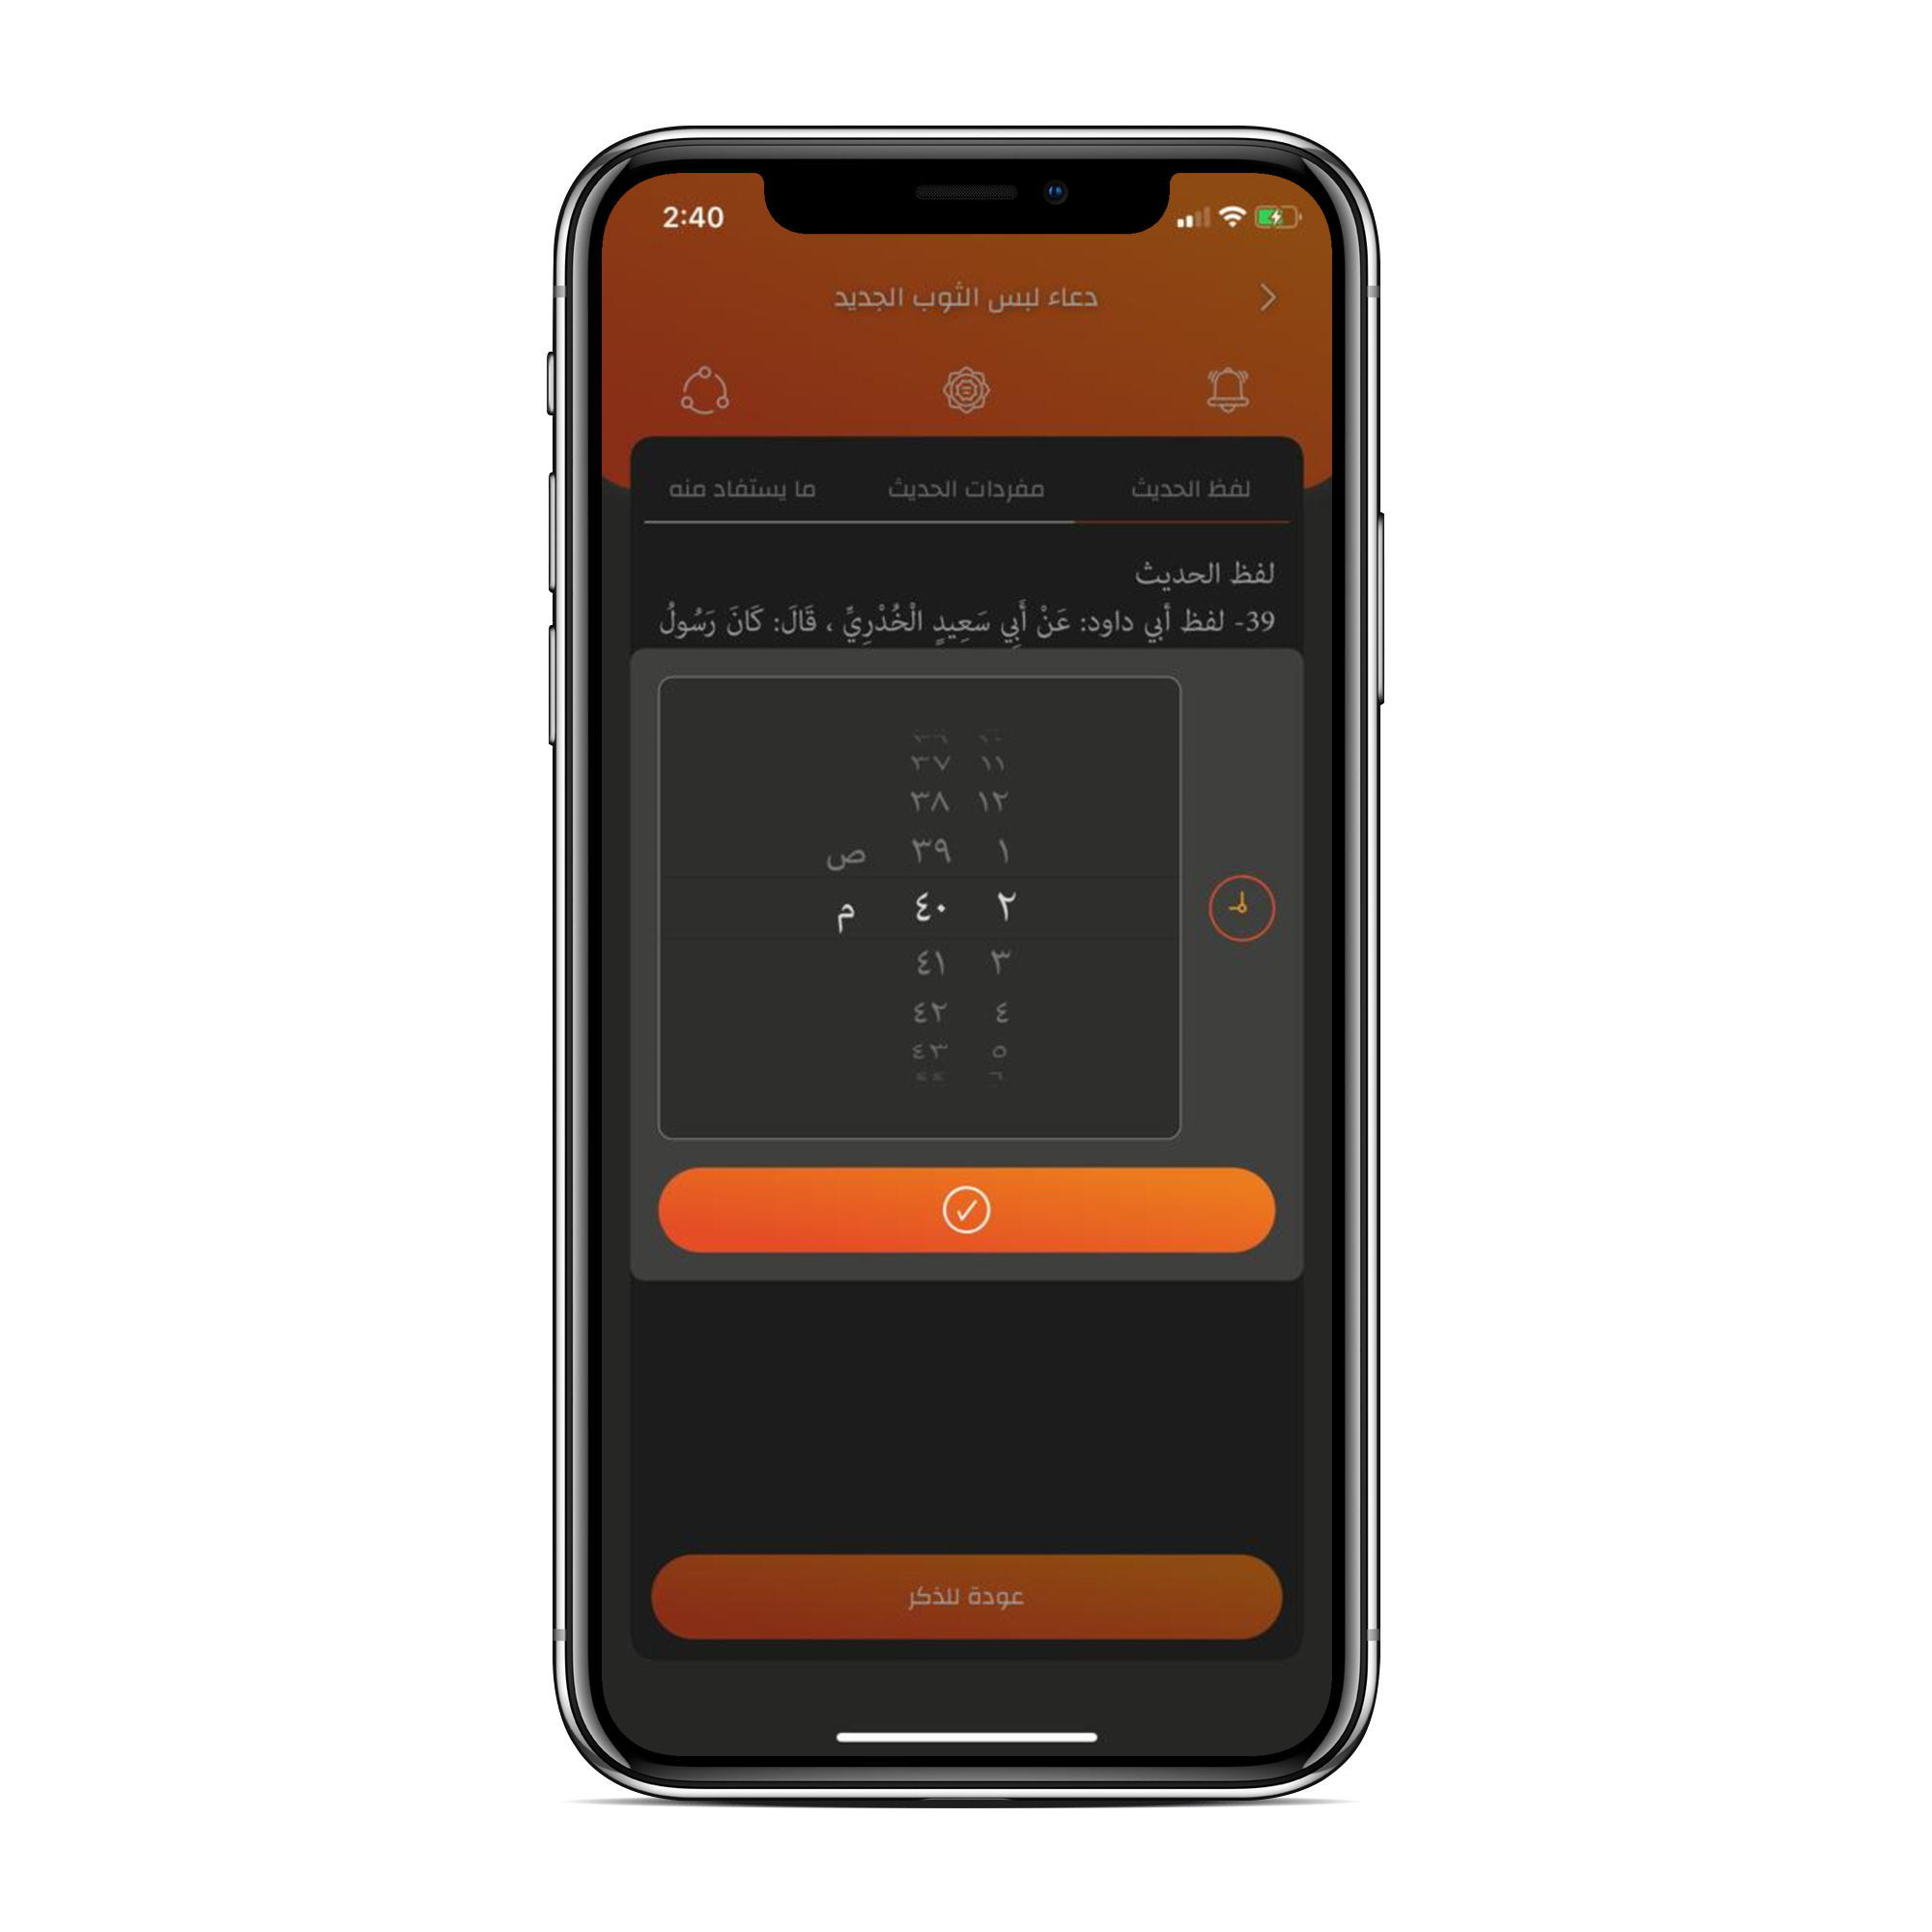 2:40
دعاء لبس الثوب الجديد
لفظ الحديث مفردات الحديث ما يستفاد منه
لفظ الحديث
39- لفظ أبي داود: عَنْ أَبِي سَعِيدٍ الْخُدْرِيِّ ، قَالَ: كَانَ رَسُولُ
١١ ٣٧
١٢ ٣٨
١ ٣٩ ص
٢ ٤٠ م
٣ ٤١
٤ ٤٢
٥ ٤٣
عودة للذكر